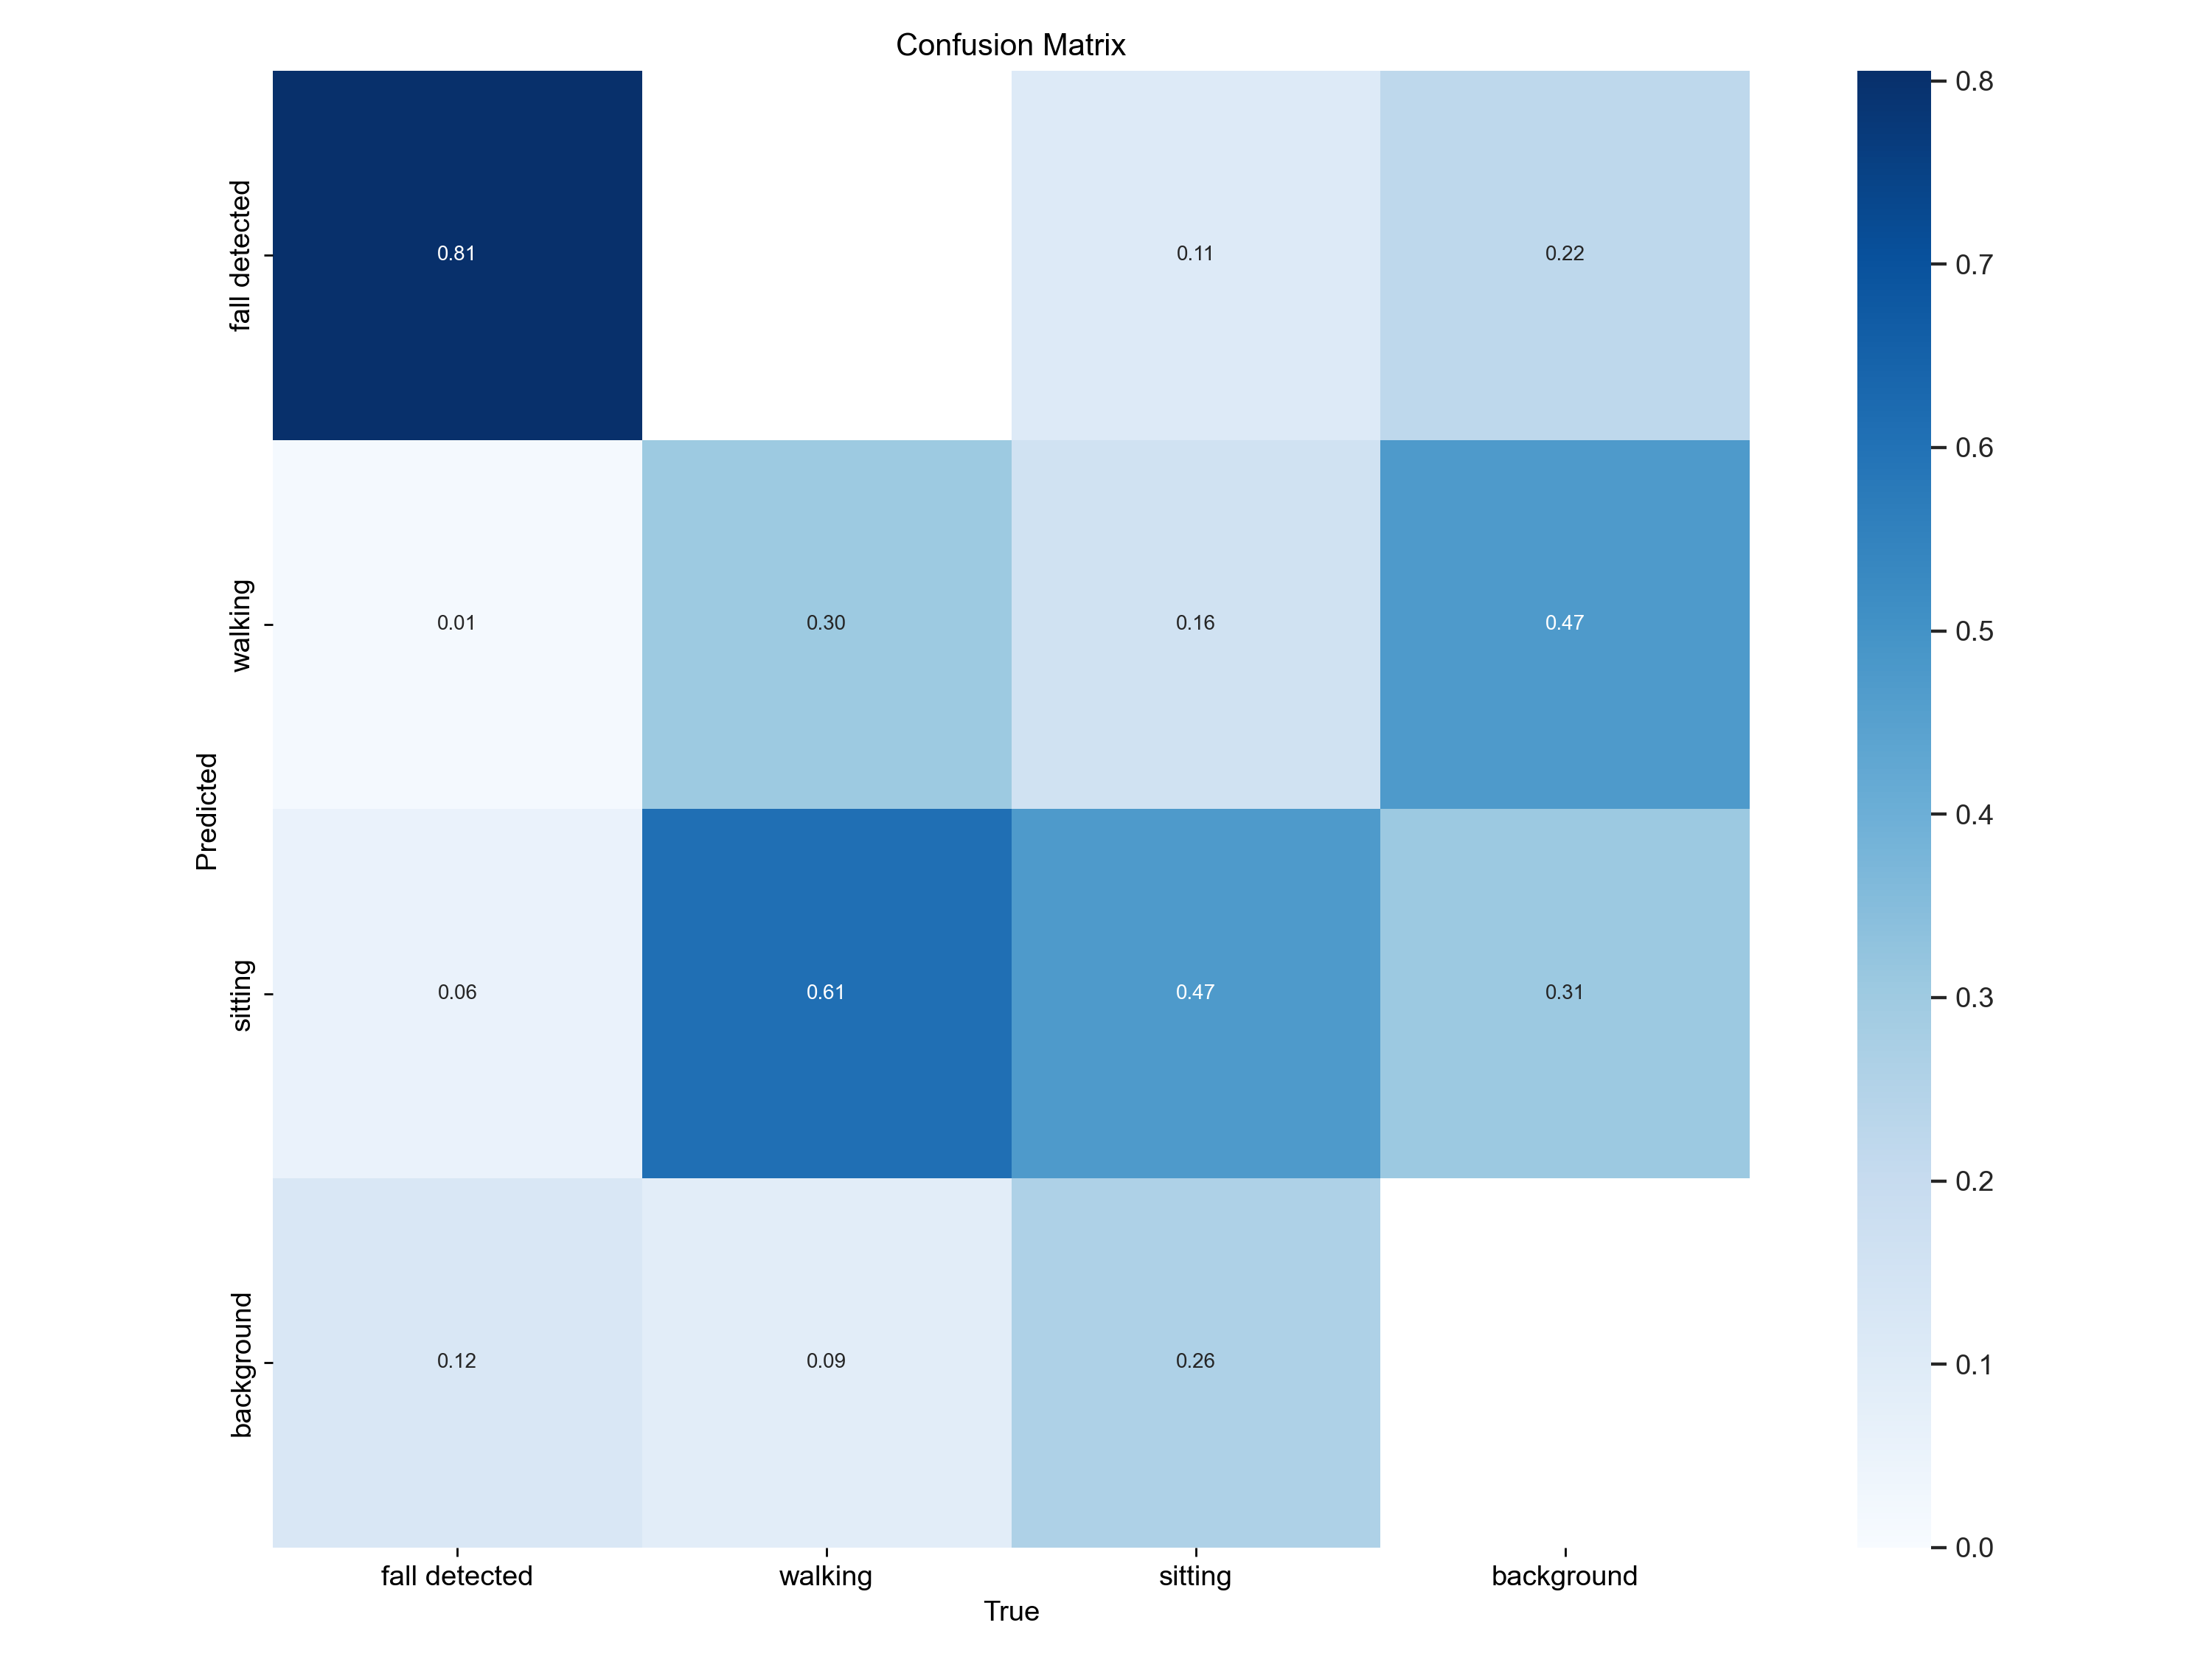 Confusion Matrix
fall detected
0.81
0.11
0.22
walking
0.01
0.30
0.16
0.47
sitting
0.06
0.61
0.47
0.31
background
0.12
0.09
0.26
Predicted
fall detected
walking
sitting
background
True
0.8
0.7
0.6
0.5
0.4
0.3
0.2
0.1
0.0